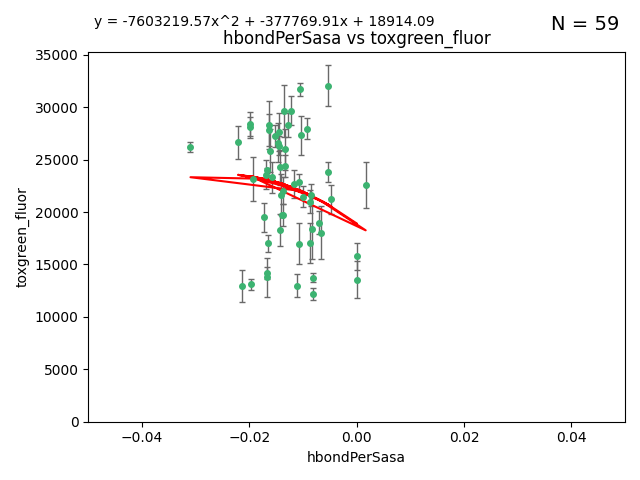 y = -7603219.57x^2 + -377769.91x + 18914.09
N = 59
hbondPerSasa vs toxgreen_fluor
35000
30000
25000
20000
15000
10000
5000
0
toxgreen_fluor
−0.04
−0.02
0.00
0.02
0.04
hbondPerSasa